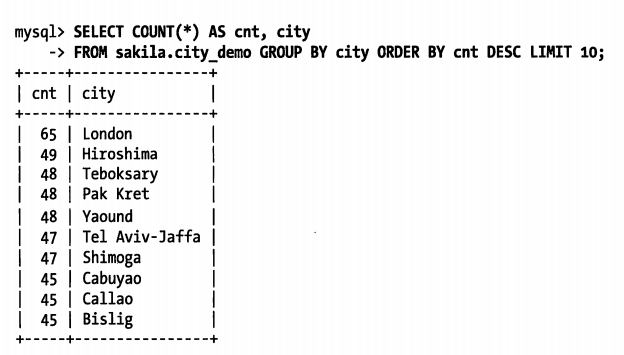 mysql> SELECT COUNT(*) AS cnt, city
    -> FROM sakila.city_demo GROUP BY city ORDER BY cnt DESC LIMIT 10;
+-----+----------------+
| cnt | city           |
+-----+----------------+
|  65 | London         |
|  49 | Hiroshima      |
|  48 | Teboksary      |
|  48 | Pak Kret       |
|  48 | Yaound         |
|  47 | Tel Aviv-Jaffa |
|  47 | Shimoga        |
|  45 | Cabuyao        |
|  45 | Callao         |
|  45 | Bislig         |
+-----+----------------+